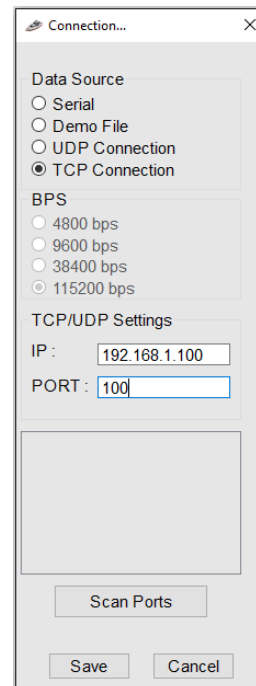 Connection...
Data Source
Serial
Demo File
UDP Connection
TCP Connection
BPS
4800 bps
9600 bps
38400 bps
115200 bps
TCP/UDP Settings
IP : 192.168.1.100
PORT : 100
Scan Ports
Save Cancel